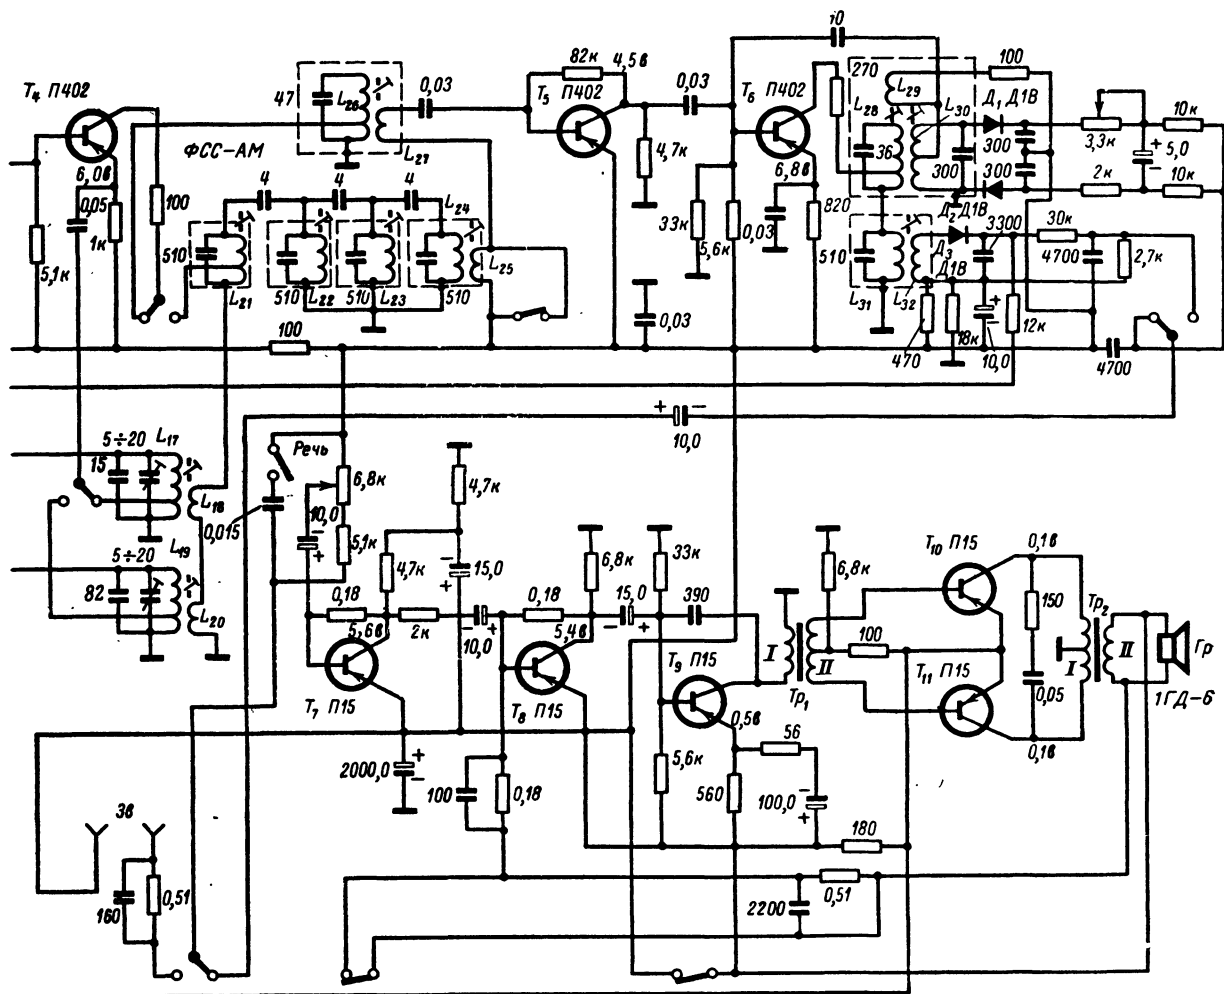 10
4,5в
82к
T₄ П402
47
L₂₆
0,03
T₅ П402
0,03
T₆ П402
270
L₂₉
100
L₂₈
L₃₀
Д₁ Д1В
3,3к
10к
ФСС-АМ
L₂₇
4,7к
36
300
300
300
+ 5,0 -
6,0в
0,05
1к
100
4
4
4
L₂₄
6,8в
2к
10к
5,1к
510
L₂₁
510
L₂₂
510
L₂₃
510
L₂₅
33к
5,6к
0,03
820
Д₂ Д1В
3300
30к
510
Д₃
Д1В
4700
2,7к
L₃₁
L₃₂
0,03
100
470
18к
+ - 10,0
12к
4700
+ -
10,0
5÷20
L₁₇
15
Речь
L₁₈
0,015
6,8к
10,0
- +
5,1к
4,7к
5÷20
L₁₉
82
L₂₀
4,7к
- + 15,0
6,8к
33к
0,18
2к
- +
10,0
0,18
15,0
- +
390
5,6в
5,4в
T₇ П15
T₈ П15
T₉ П15
I
II
Тр₁
6,8к
100
T₁₀ П15
0,1в
150
T₁₁ П15
0,05
0,1в
Тр₂
I
II
Гр
1ГД-6
0,5в
2000,0
+ -
100
0,18
5,6к
560
56
100,0
- +
180
Зв
160
0,51
2200
0,51